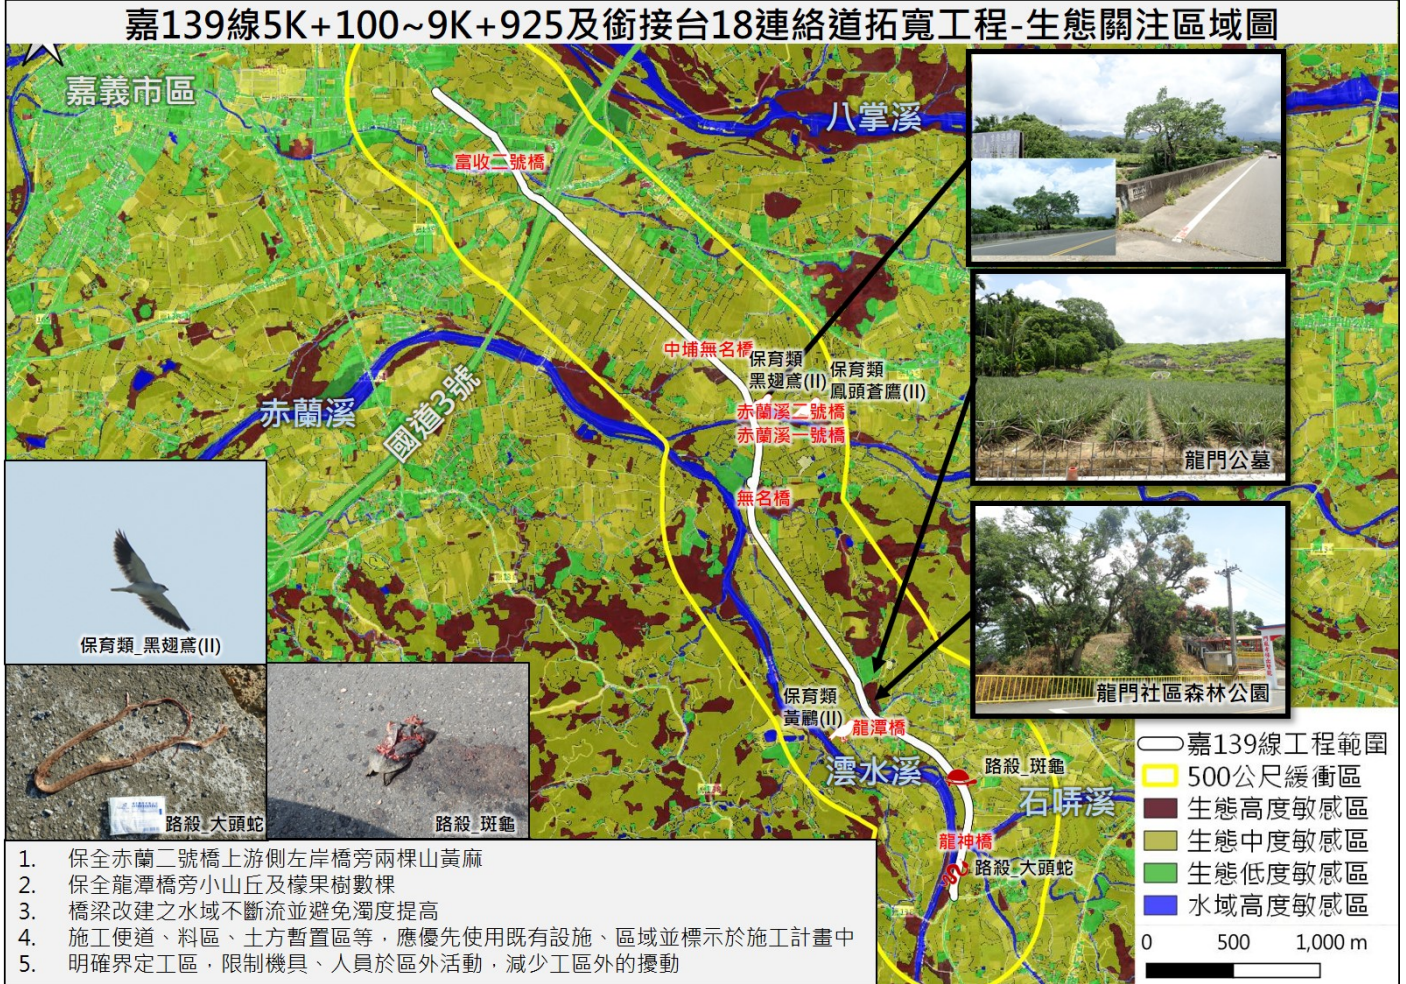 嘉139線5K+100~9K+925及銜接台18連絡道拓寬工程-生態關注區域圖
嘉義市區
八掌溪
富收二號橋
中埔無名橋
保育類
黑翅鳶(II)
保育類
鳳頭蒼鷹(II)
赤蘭溪二號橋
赤蘭溪一號橋
赤蘭溪
國道3號
無名橋
龍門公墓
龍門社區森林公園
保育類_黑翅鳶(II)
保育類
黃鸝(II)
龍潭橋
澐水溪
路殺_斑龜
石哢溪
龍神橋
路殺_大頭蛇
路殺_大頭蛇
路殺_斑龜
嘉139線工程範圍
500公尺緩衝區
生態高度敏感區
生態中度敏感區
生態低度敏感區
水域高度敏感區
0 500 1,000 m
1. 保全赤蘭二號橋上游側左岸橋旁兩棵山黃麻
2. 保全龍潭橋旁小山丘及檬果樹數棵
3. 橋梁改建之水域不斷流並避免濁度提高
4. 施工便道、料區、土方暫置區等，應優先使用既有設施、區域並標示於施工計畫中
5. 明確界定工區，限制機具、人員於區外活動，減少工區外的擾動